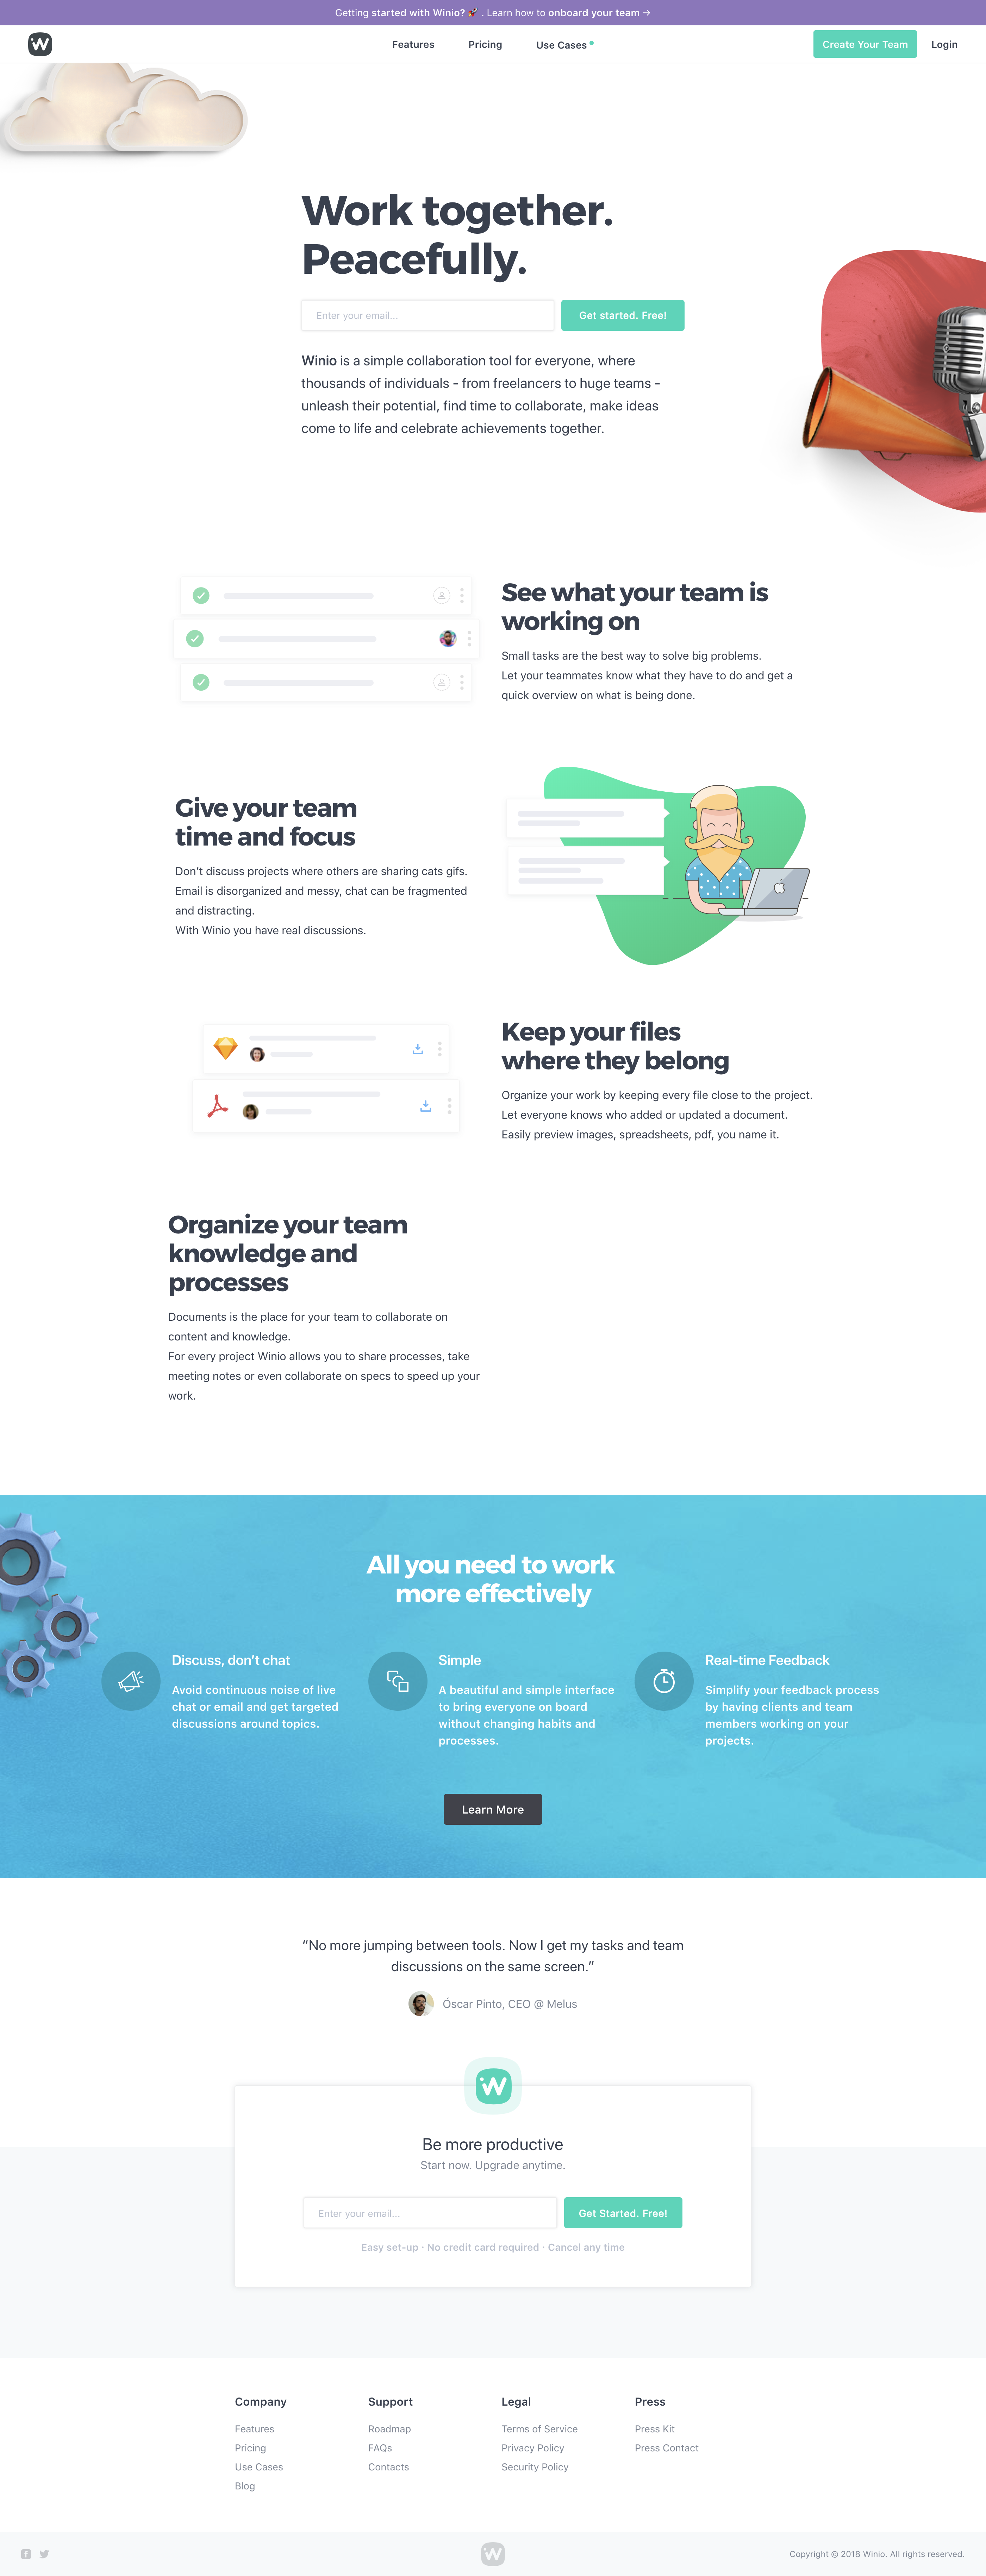 Getting started with Winio? 🚀 . Learn how to onboard your team →
Features
Pricing
Use Cases
Create Your Team
Login
Work together.
Peacefully.
Enter your email...
Get started. Free!
Winio is a simple collaboration tool for everyone, where
thousands of individuals - from freelancers to huge teams -
unleash their potential, find time to collaborate, make ideas
come to life and celebrate achievements together.
See what your team is
working on
Small tasks are the best way to solve big problems.
Let your teammates know what they have to do and get a
quick overview on what is being done.
Give your team
time and focus
Don't discuss projects where others are sharing cats gifs.
Email is disorganized and messy, chat can be fragmented
and distracting.
With Winio you have real discussions.
Keep your files
where they belong
Organize your work by keeping every file close to the project.
Let everyone knows who added or updated a document.
Easily preview images, spreadsheets, pdf, you name it.
Organize your team
knowledge and
processes
Documents is the place for your team to collaborate on
content and knowledge.
For every project Winio allows you to share processes, take
meeting notes or even collaborate on specs to speed up your
work.
All you need to work
more effectively
Discuss, don't chat
Avoid continuous noise of live
chat or email and get targeted
discussions around topics.
Simple
A beautiful and simple interface
to bring everyone on board
without changing habits and
processes.
Real-time Feedback
Simplify your feedback process
by having clients and team
members working on your
projects.
Learn More
"No more jumping between tools. Now I get my tasks and team
discussions on the same screen."
Óscar Pinto, CEO @ Melus
Be more productive
Start now. Upgrade anytime.
Enter your email...
Get Started. Free!
Easy set-up · No credit card required · Cancel any time
Company
Features
Pricing
Use Cases
Blog
Support
Roadmap
FAQs
Contacts
Legal
Terms of Service
Privacy Policy
Security Policy
Press
Press Kit
Press Contact
Copyright © 2018 Winio. All rights reserved.